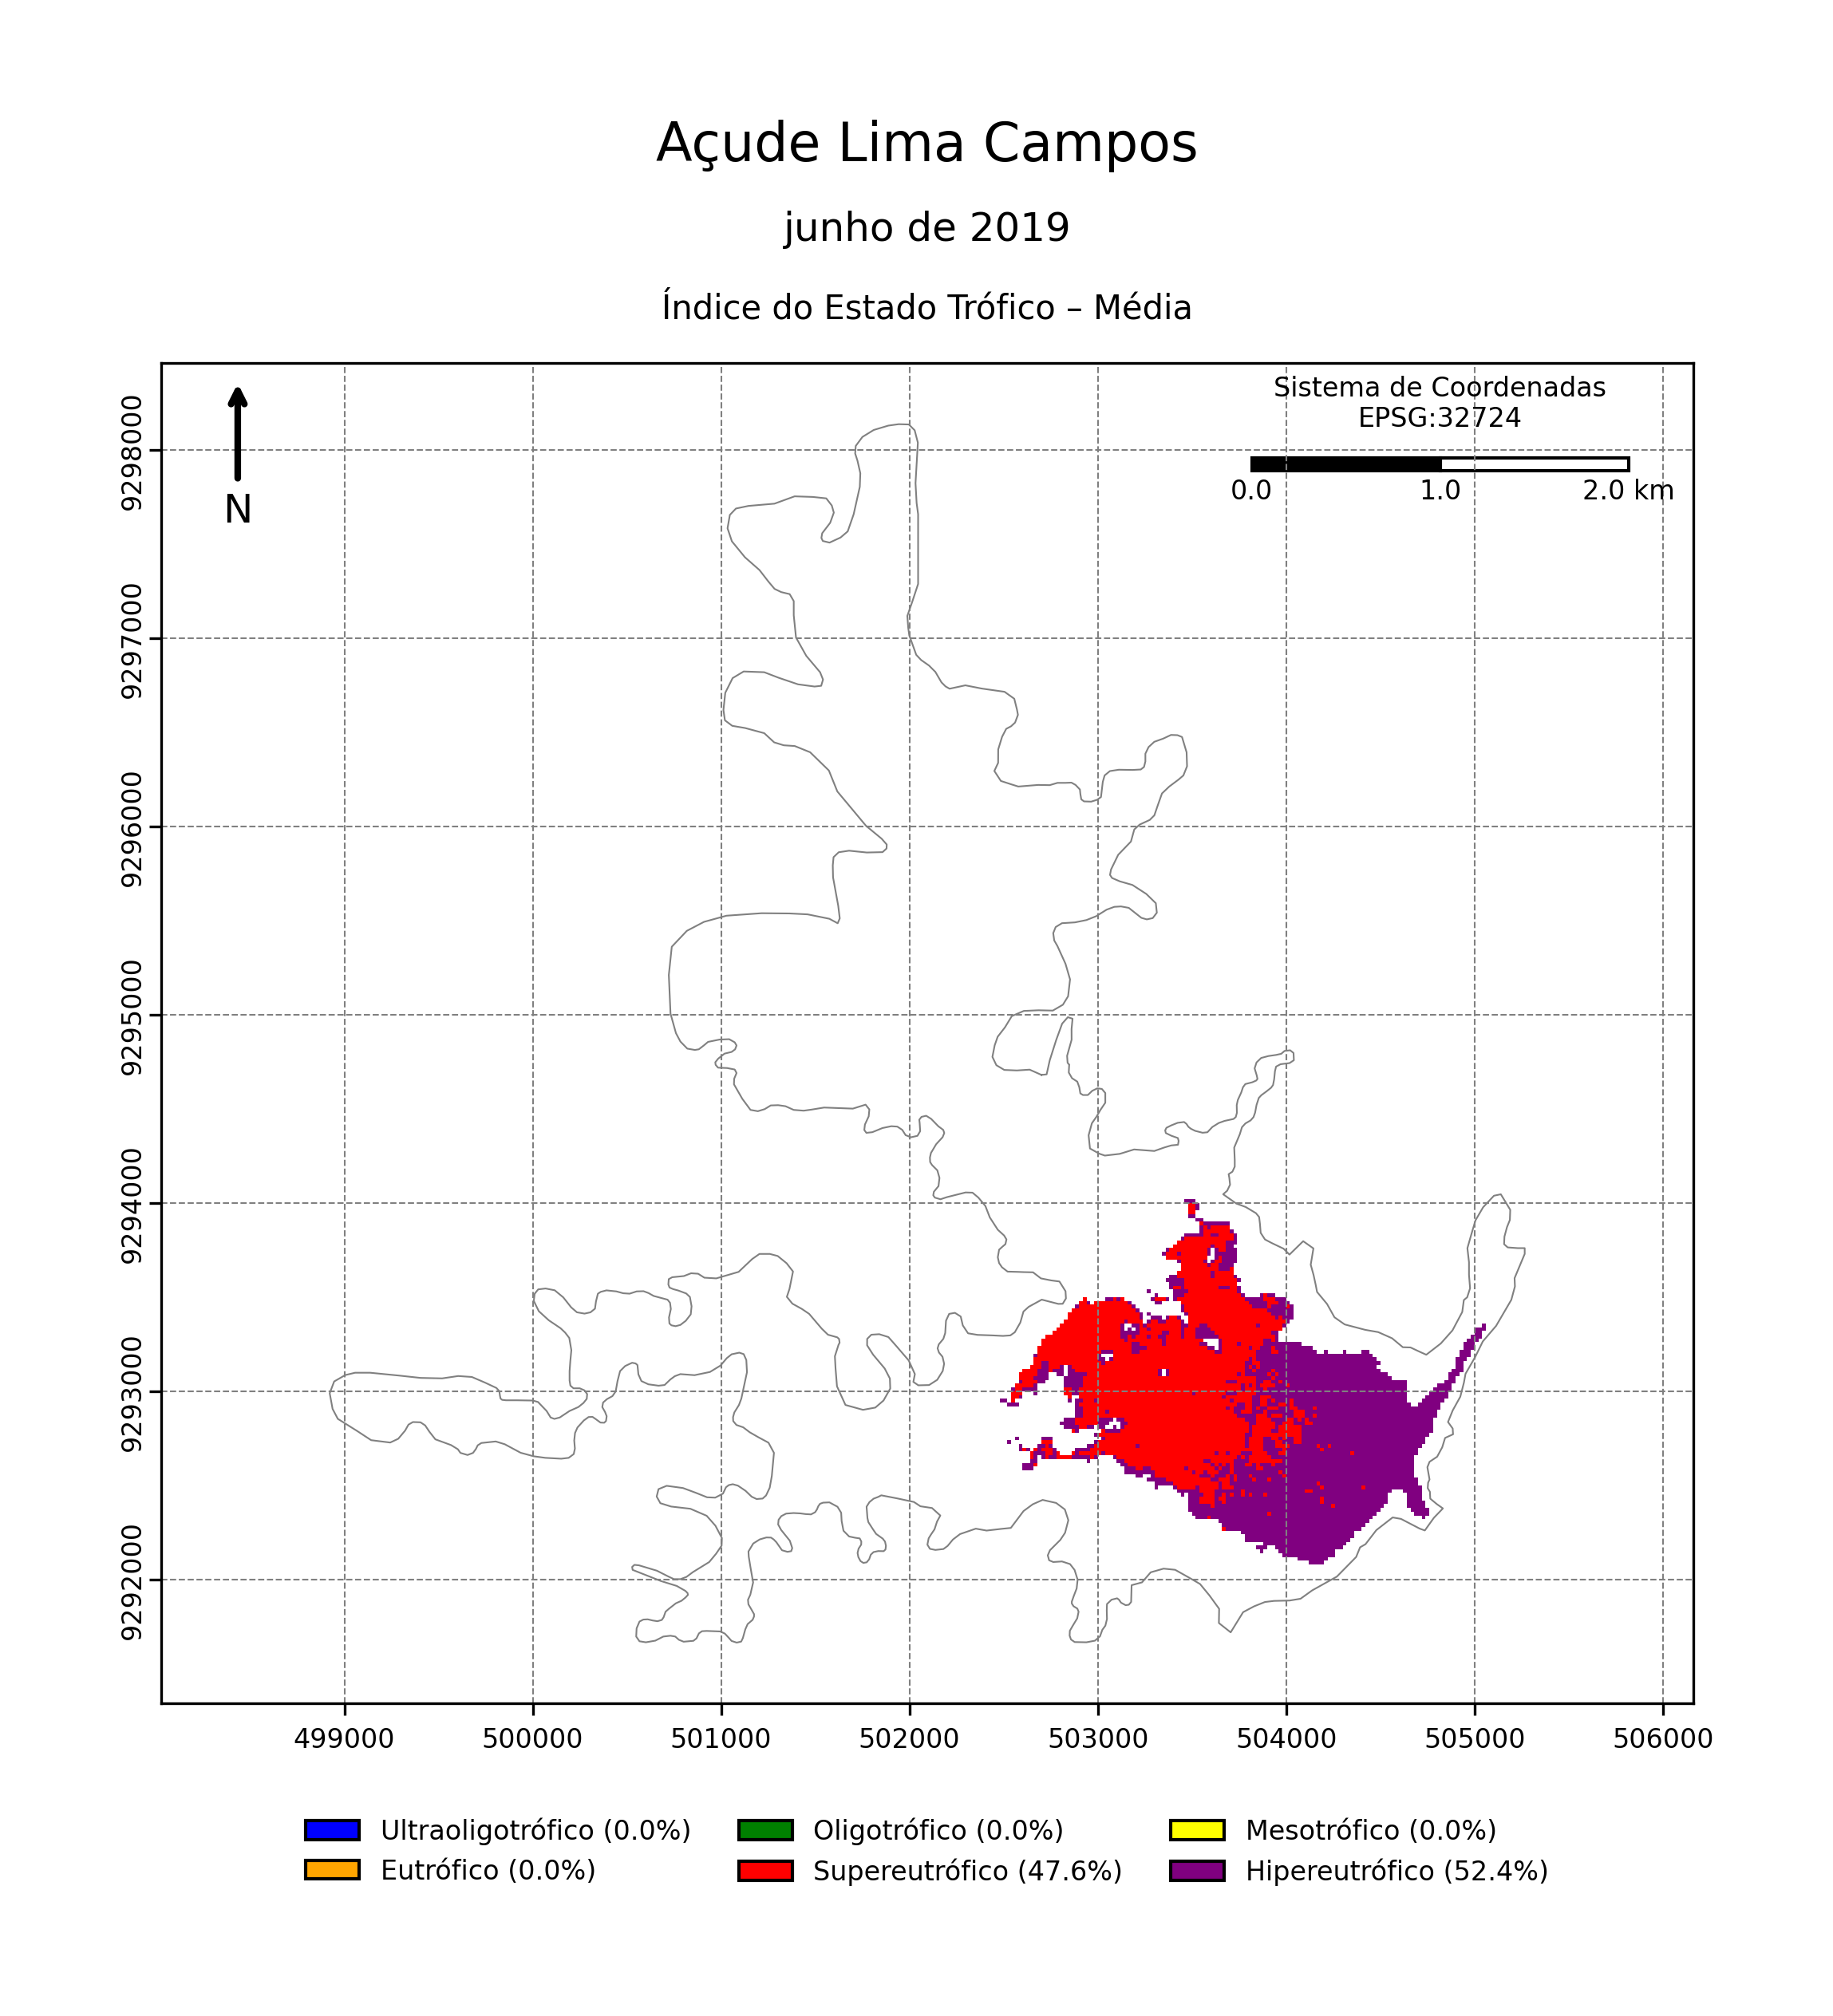 Açude Lima Campos
junho de 2019
Índice do Estado Trófico – Média
Sistema de Coordenadas
EPSG:32724
0.0 1.0 2.0 km
N
9298000
9297000
9296000
9295000
9294000
9293000
9292000
499000 500000 501000 502000 503000 504000 505000 506000
Ultraoligotrófico (0.0%) Oligotrófico (0.0%) Mesotrófico (0.0%)
Eutrófico (0.0%) Supereutrófico (47.6%) Hipereutrófico (52.4%)